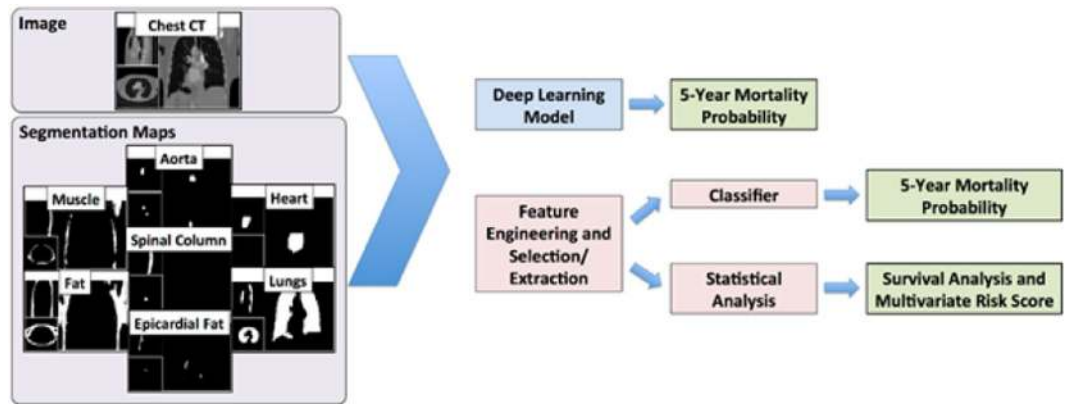 Image
Chest CT
Segmentation Maps
Aorta
Muscle
Heart
Spinal Column
Fat
Lungs
Epicardial Fat
Deep Learning
Model
5-Year Mortality
Probability
Feature
Engineering and
Selection/
Extraction
Classifier
5-Year Mortality
Probability
Statistical
Analysis
Survival Analysis and
Multivariate Risk Score